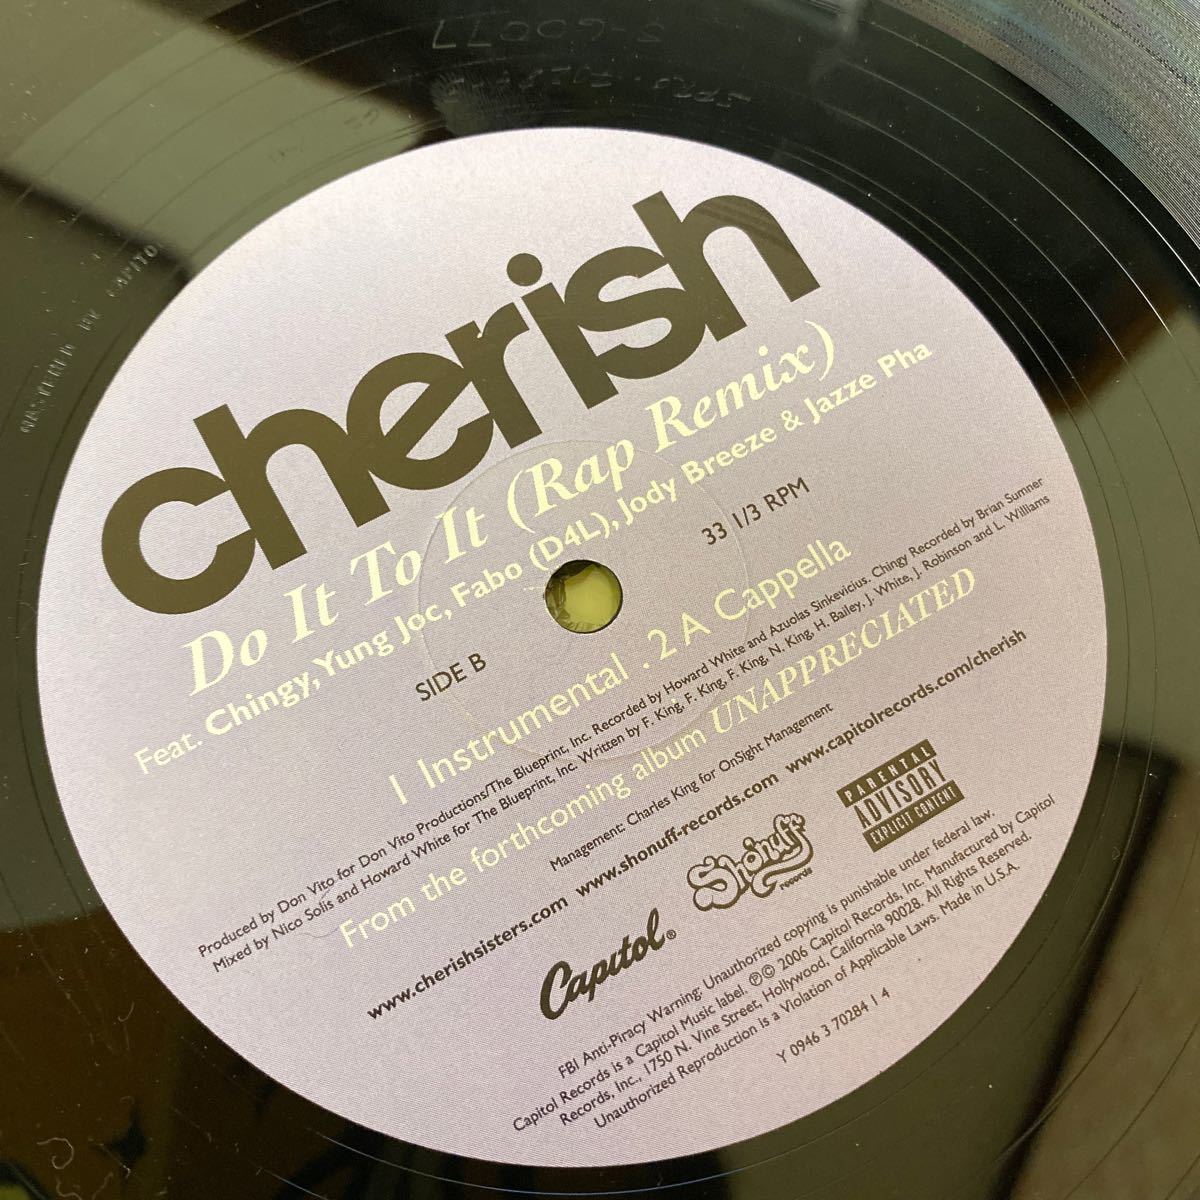 cherish
Do It To It (Rap Remix)
Feat. Chingy, Yung Joc, Fabo (D4L), Jody Breeze & Jazze Pha
SIDE B
33 1/3 RPM
1 Instrumental . 2 A Cappella
Produced by Don Vito for Don Vito Productions/The Blueprint, Inc. Recorded by Howard White and Azuolas Sinkevicius. Chingy Recorded by Brian Sumner
Mixed by Nico Solis and Howard White for The Blueprint, Inc. Written by F. King, F. King, F. King, N. King, H. Bailey, J. White, J. Robinson and L. Williams
From the forthcoming album UNAPPRECIATED
Management: Charles King for OnSight Management
www.cherishsisters.com www.shonuff-records.com www.capitolrecords.com/cherish
Capitol®
Sho'nuff
records
PARENTAL
ADVISORY
EXPLICIT CONTENT
FBI Anti-Piracy Warning: Unauthorized copying is punishable under federal law.
Capitol Records is a Capitol Music label. ℗© 2006 Capitol Records, Inc. Manufactured by Capitol
Records, Inc., 1750 N. Vine Street, Hollywood, California 90028. All Rights Reserved.
Unauthorized Reproduction is a Violation of Applicable Laws. Made in U.S.A.
Y 0946 3 70284 1 4
MASTERED BY CAPITOL
S-60077